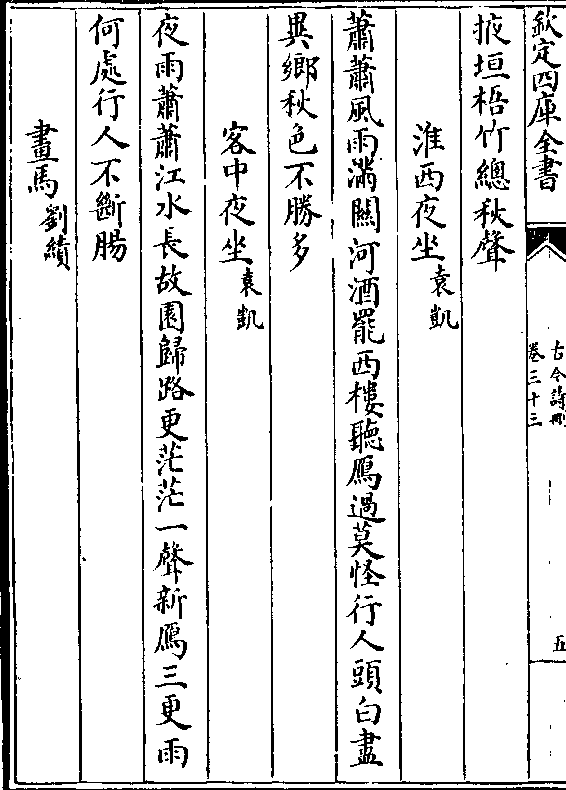 欽定四庫全書
古今詩刪
卷三十三
五
掖垣梧竹總秋聲
淮西夜坐 袁凱
蕭蕭風雨滿關河酒罷西樓聽鴈過莫怪行人頭白盡
異鄉秋色不勝多
客中夜坐 袁凱
夜雨蕭蕭江水長故園歸路更茫茫一聲新鴈三更雨
何處行人不斷腸
畫馬 劉績